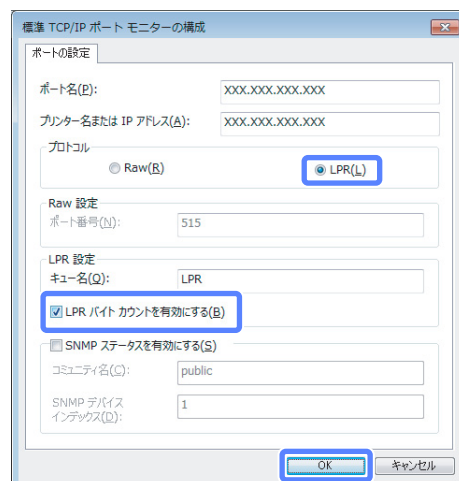 標準 TCP/IP ポート モニターの構成
ポートの設定
ポート名(P): XXX.XXX.XXX.XXX
プリンター名または IP アドレス(A): XXX.XXX.XXX.XXX
プロトコル
Raw(R) LPR(L)
Raw 設定
ポート番号(N): 515
LPR 設定
キュー名(Q): LPR
LPR バイト カウントを有効にする(B)
SNMP ステータスを有効にする(S)
コミュニティ名(C): public
SNMP デバイス
インデックス(D): 1
OK キャンセル